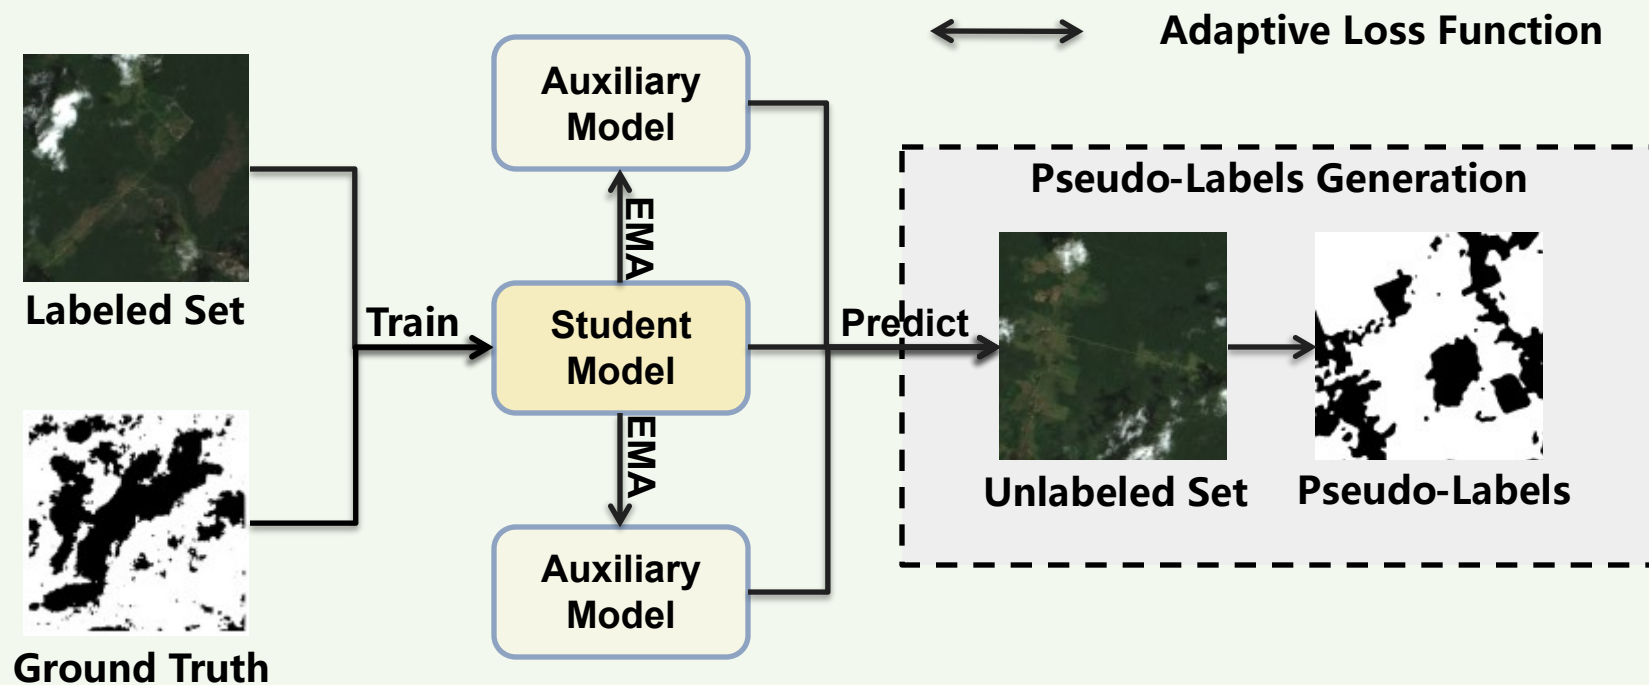 Adaptive Loss Function
Auxiliary
Model
Pseudo-Labels Generation
EMA
Labeled Set
Train
Student
Model
Predict
EMA
Unlabeled Set
Pseudo-Labels
Auxiliary
Model
Ground Truth